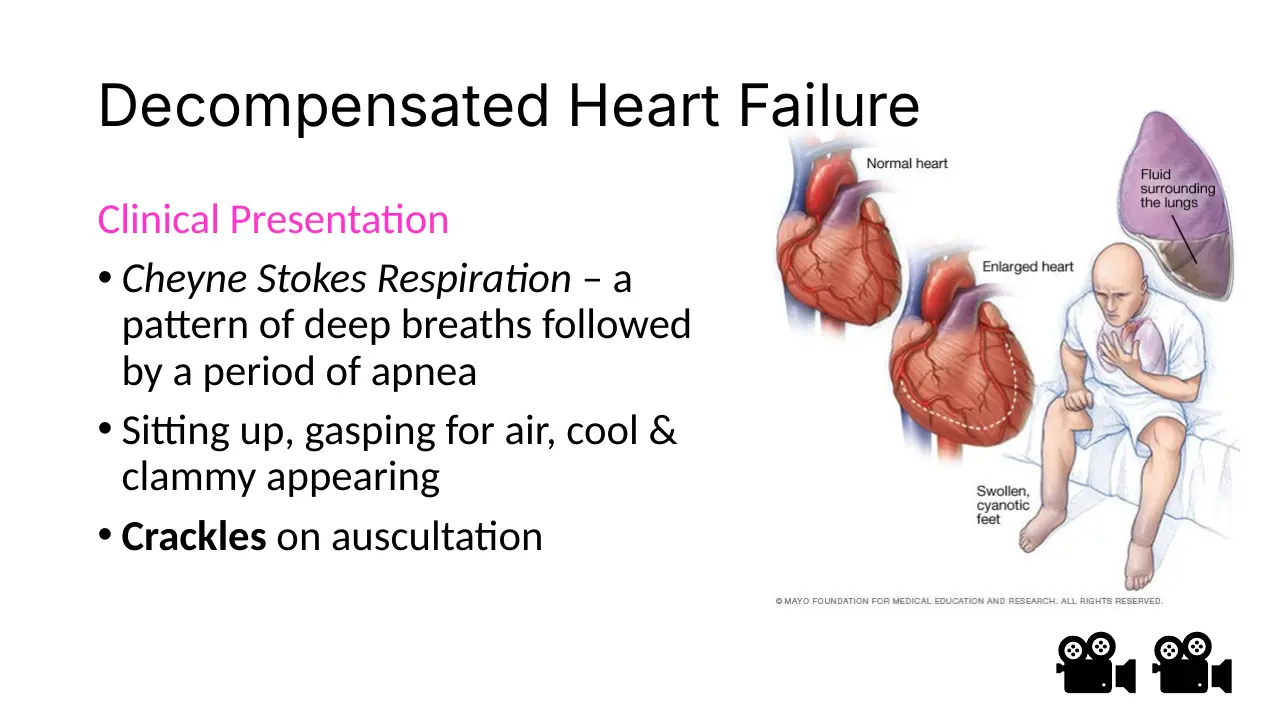 Decompensated Heart Failure
Clinical Presentation
• Cheyne Stokes Respiration – a
pattern of deep breaths followed
by a period of apnea
• Sitting up, gasping for air, cool &
clammy appearing
• Crackles on auscultation
Normal heart
Fluid
surrounding
the lungs
Enlarged heart
Swollen,
cyanotic
feet
© MAYO FOUNDATION FOR MEDICAL EDUCATION AND RESEARCH. ALL RIGHTS RESERVED.